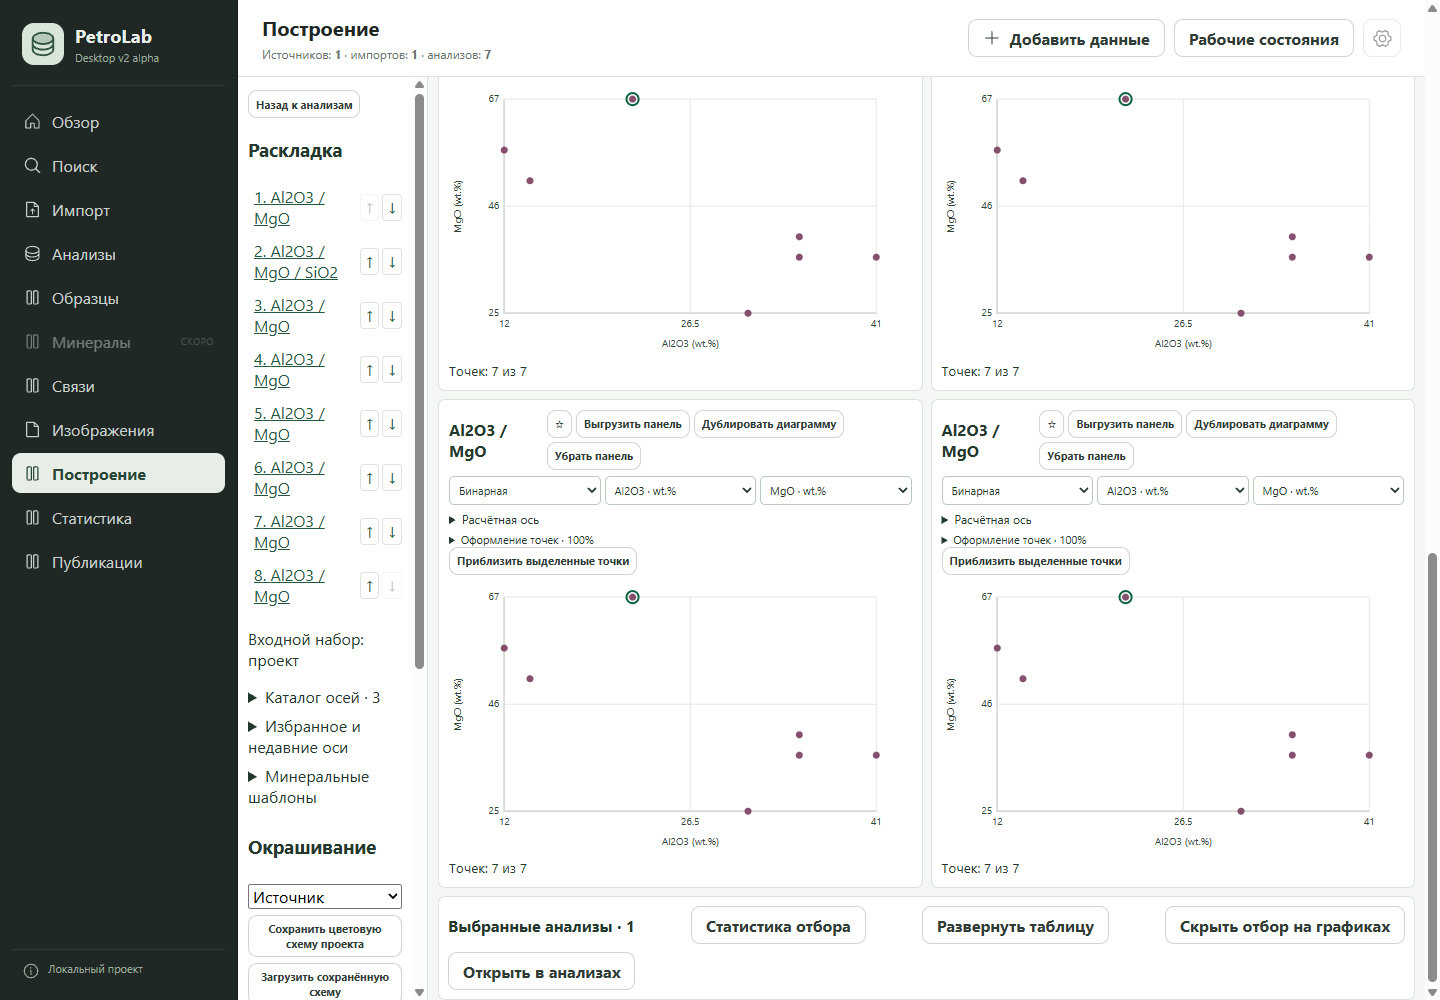 PetroLab
Desktop v2 alpha
Обзор
Поиск
Импорт
Анализы
Образцы
Минералы
СКОРО
Связи
Изображения
Построение
Статистика
Публикации
Локальный проект
Построение
Источников: 1 · импортов: 1 · анализов: 7
Добавить данные
Рабочие состояния
Назад к анализам
Раскладка
1. Al2O3 /
MgO
↑ ↓
2. Al2O3 /
MgO / SiO2
↑ ↓
3. Al2O3 /
MgO
↑ ↓
4. Al2O3 /
MgO
↑ ↓
5. Al2O3 /
MgO
↑ ↓
6. Al2O3 /
MgO
↑ ↓
7. Al2O3 /
MgO
↑ ↓
8. Al2O3 /
MgO
↑ ↓
Входной набор:
проект
Каталог осей · 3
Избранное и
недавние оси
Минеральные
шаблоны
Окрашивание
Источник
Сохранить цветовую
схему проекта
Загрузить сохранённую
схему
67
46
25
12
26.5
41
MgO (wt.%)
Al2O3 (wt.%)
Точек: 7 из 7
67
46
25
12
26.5
41
MgO (wt.%)
Al2O3 (wt.%)
Точек: 7 из 7
Al2O3 /
MgO
☆
Выгрузить панель
Дублировать диаграмму
Убрать панель
Бинарная
Al2O3 · wt.%
MgO · wt.%
Расчётная ось
Оформление точек · 100%
Приблизить выделенные точки
67
46
25
12
26.5
41
MgO (wt.%)
Al2O3 (wt.%)
Точек: 7 из 7
Al2O3 /
MgO
☆
Выгрузить панель
Дублировать диаграмму
Убрать панель
Бинарная
Al2O3 · wt.%
MgO · wt.%
Расчётная ось
Оформление точек · 100%
Приблизить выделенные точки
67
46
25
12
26.5
41
MgO (wt.%)
Al2O3 (wt.%)
Точек: 7 из 7
Выбранные анализы · 1
Статистика отбора
Развернуть таблицу
Скрыть отбор на графиках
Открыть в анализах